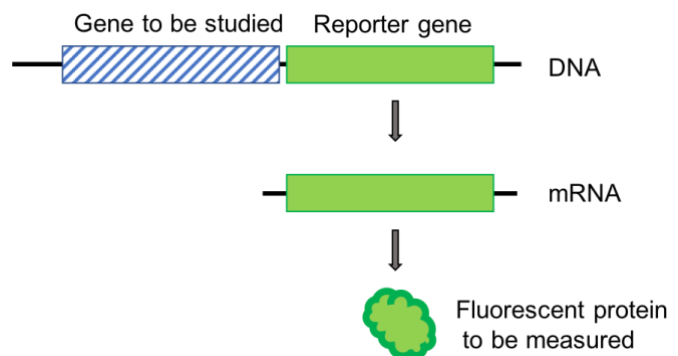 Gene to be studied
Reporter gene
DNA
mRNA
Fluorescent protein
to be measured